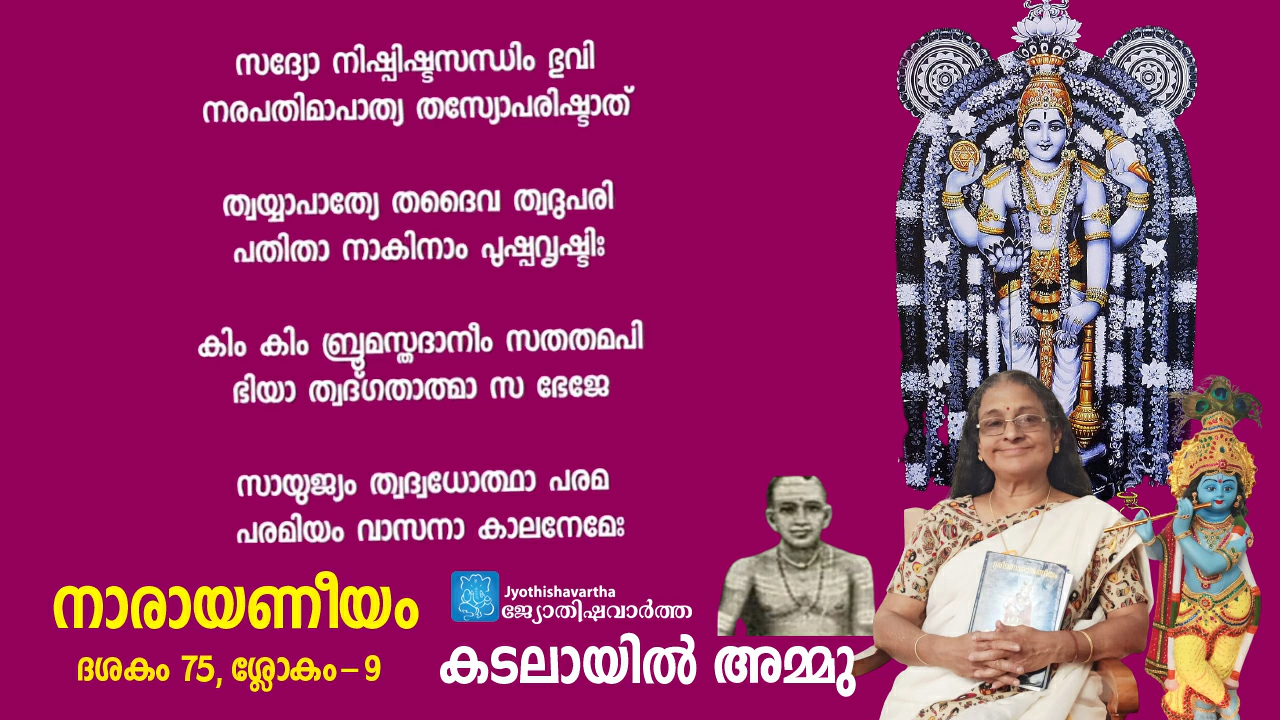 സദ്യോ നിഷ്പിഷ്ടസന്ധിം ഭുവി
നരപതിമാപാത്യ തസ്യോപരിഷ്ടാത്
ത്വയ്യാപാത്യേ തദൈവ ത്വദുപരി
പതിതാ നാകിനാം പുഷ്പവൃഷ്ടിഃ
കിം കിം ബ്രൂമസ്തദാനീം സതതമപി
ഭിയാ ത്വദ്ഗതാത്മാ സ ഭേജേ
സായുജ്യം ത്വദ്വധോത്ഥാ പരമ
പരമിയം വാസനാ കാലനേമേഃ
നാരായണീയം
ദശകം 75, ശ്ലോകം – 9
Jyothishavartha
ജ്യോതിഷവാർത്ത
കടലായിൽ അമ്മു